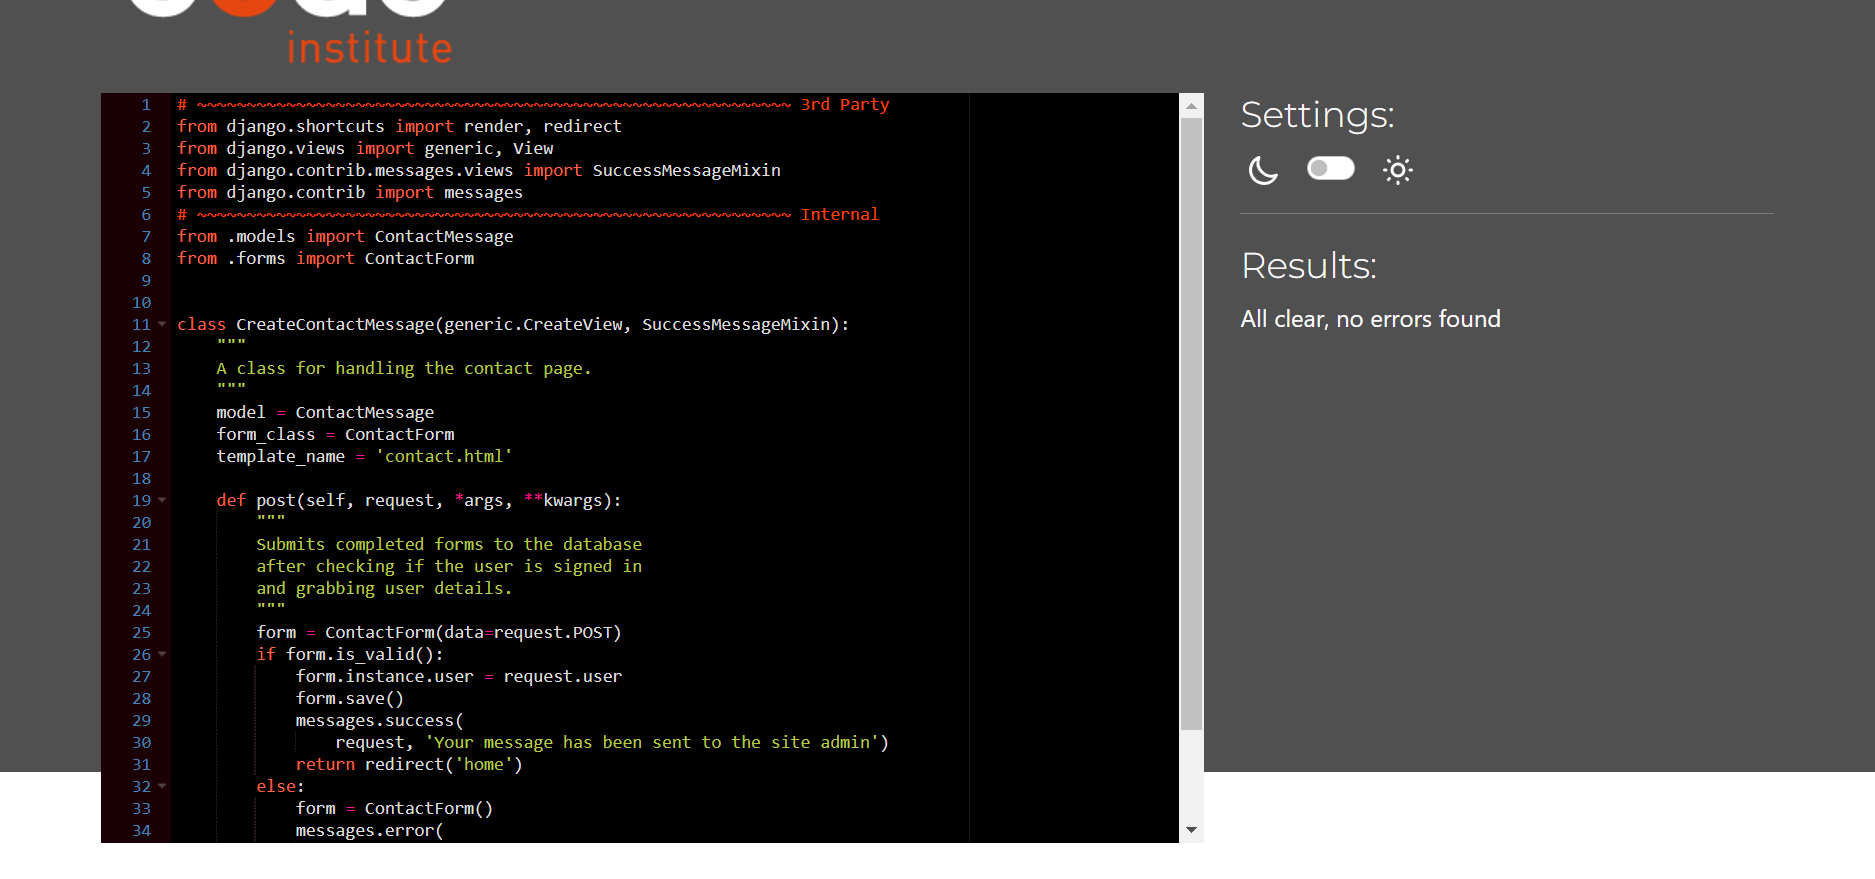 institute
1 # ~~~~~~~~~~~~~~~~~~~~~~~~~~~~~~~~~~~~~~~~~~~~~~~~~~~~~~~~~~~~ 3rd Party
2 from django.shortcuts import render, redirect
3 from django.views import generic, View
4 from django.contrib.messages.views import SuccessMessageMixin
5 from django.contrib import messages
6 # ~~~~~~~~~~~~~~~~~~~~~~~~~~~~~~~~~~~~~~~~~~~~~~~~~~~~~~~~~~~~ Internal
7 from .models import ContactMessage
8 from .forms import ContactForm
9
10
11 class CreateContactMessage(generic.CreateView, SuccessMessageMixin):
12     """
13     A class for handling the contact page.
14     """
15     model = ContactMessage
16     form_class = ContactForm
17     template_name = 'contact.html'
18
19     def post(self, request, *args, **kwargs):
20         """
21         Submits completed forms to the database
22         after checking if the user is signed in
23         and grabbing user details.
24         """
25         form = ContactForm(data=request.POST)
26         if form.is_valid():
27             form.instance.user = request.user
28             form.save()
29             messages.success(
30                 request, 'Your message has been sent to the site admin')
31             return redirect('home')
32         else:
33             form = ContactForm()
34             messages.error(
Settings:
Results:
All clear, no errors found